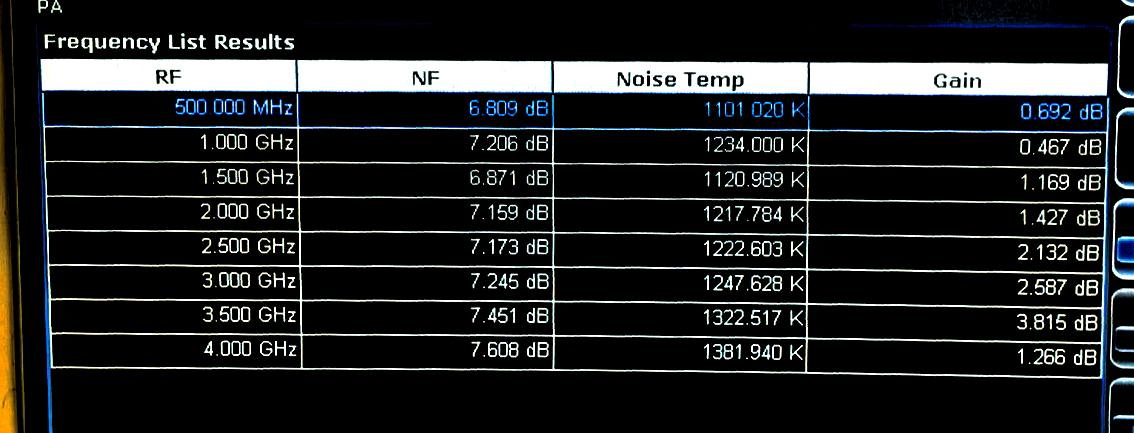 PA
Frequency List Results
RF NF Noise Temp Gain
500 000 MHz 6.809 dB 1101 020 K 0.692 dB
1.000 GHz 7.206 dB 1234.000 K 0.467 dB
1.500 GHz 6.871 dB 1120.989 K 1.169 dB
2.000 GHz 7.159 dB 1217.784 K 1.427 dB
2.500 GHz 7.173 dB 1222.603 K 2.132 dB
3.000 GHz 7.245 dB 1247.628 K 2.587 dB
3.500 GHz 7.451 dB 1322.517 K 3.815 dB
4.000 GHz 7.608 dB 1381.940 K 1.266 dB